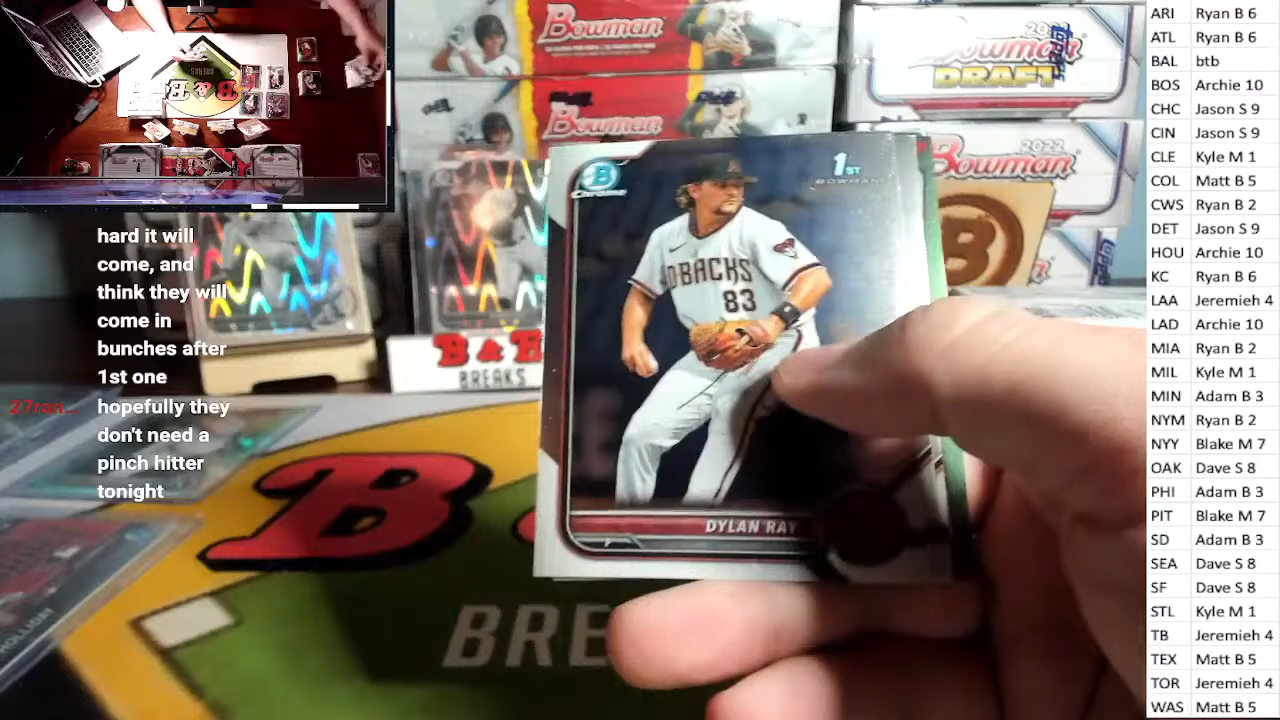 hard it will
come, and
think they will
come in
bunches after
1st one
27ran... hopefully they
don't need a
pinch hitter
tonight
Bowman
Bowman
2021
Bowman
DRAFT
2022
Bowman
B
Chrome
1ST
BOWMAN
D-BACKS
83
DYLAN RAY
P
B & B
BREAKS
B
BRE
HOLLIDAY
BREAKS
ARI Ryan B 6
ATL Ryan B 6
BAL btb
BOS Archie 10
CHC Jason S 9
CIN Jason S 9
CLE Kyle M 1
COL Matt B 5
CWS Ryan B 2
DET Jason S 9
HOU Archie 10
KC Ryan B 6
LAA Jeremieh 4
LAD Archie 10
MIA Ryan B 2
MIL Kyle M 1
MIN Adam B 3
NYM Ryan B 2
NYY Blake M 7
OAK Dave S 8
PHI Adam B 3
PIT Blake M 7
SD Adam B 3
SEA Dave S 8
SF Dave S 8
STL Kyle M 1
TB Jeremieh 4
TEX Matt B 5
TOR Jeremieh 4
WAS Matt B 5